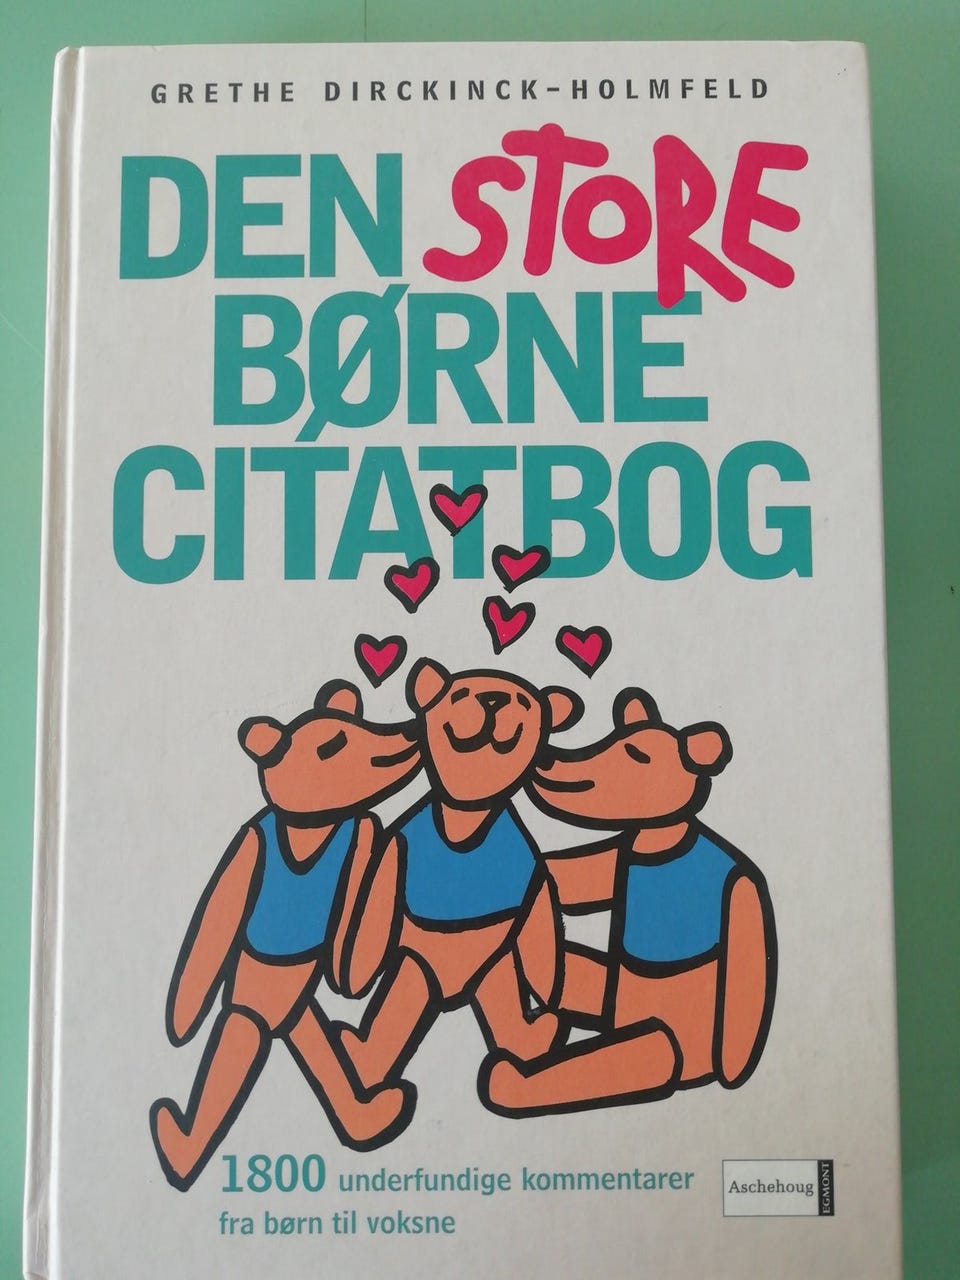 GRETHE DIRCKINCK-HOLMFELD
DEN STORE
BØRNE
CITATBOG
1800 underfundige kommentarer
fra børn til voksne
Aschehoug
EGMONT